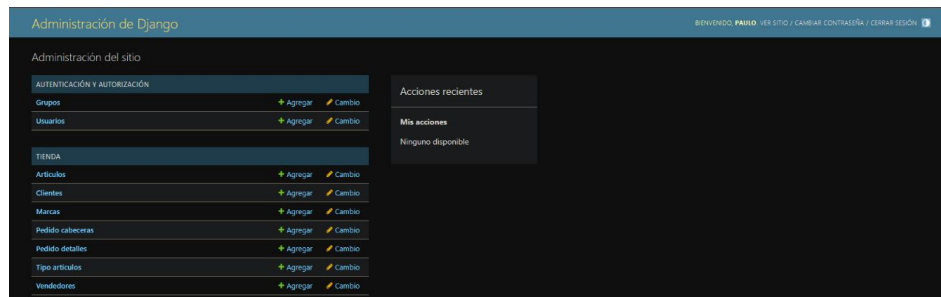 Administración de Django
BIENVENIDO, PAULO. VER SITIO / CAMBIAR CONTRASEÑA / CERRAR SESIÓN
Administración del sitio
AUTENTICACIÓN Y AUTORIZACIÓN
Grupos + Agregar Cambio
Usuarios + Agregar Cambio
TIENDA
Articulos + Agregar Cambio
Clientes + Agregar Cambio
Marcas + Agregar Cambio
Pedido cabeceras + Agregar Cambio
Pedido detalles + Agregar Cambio
Tipo articulos + Agregar Cambio
Vendedores + Agregar Cambio
Acciones recientes
Mis acciones
Ninguno disponible